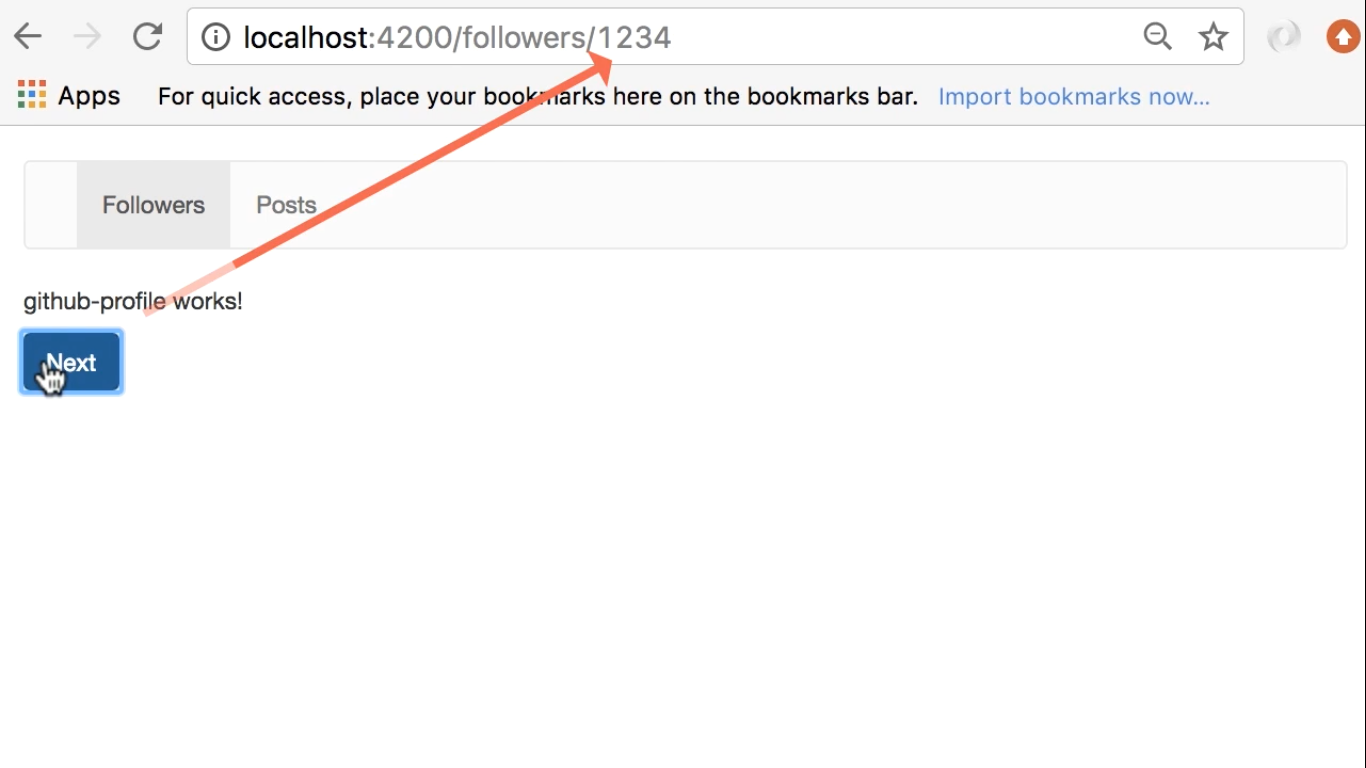 localhost:4200/followers/1234
Apps For quick access, place your bookmarks here on the bookmarks bar. Import bookmarks now...
Followers Posts
github-profile works!
Next